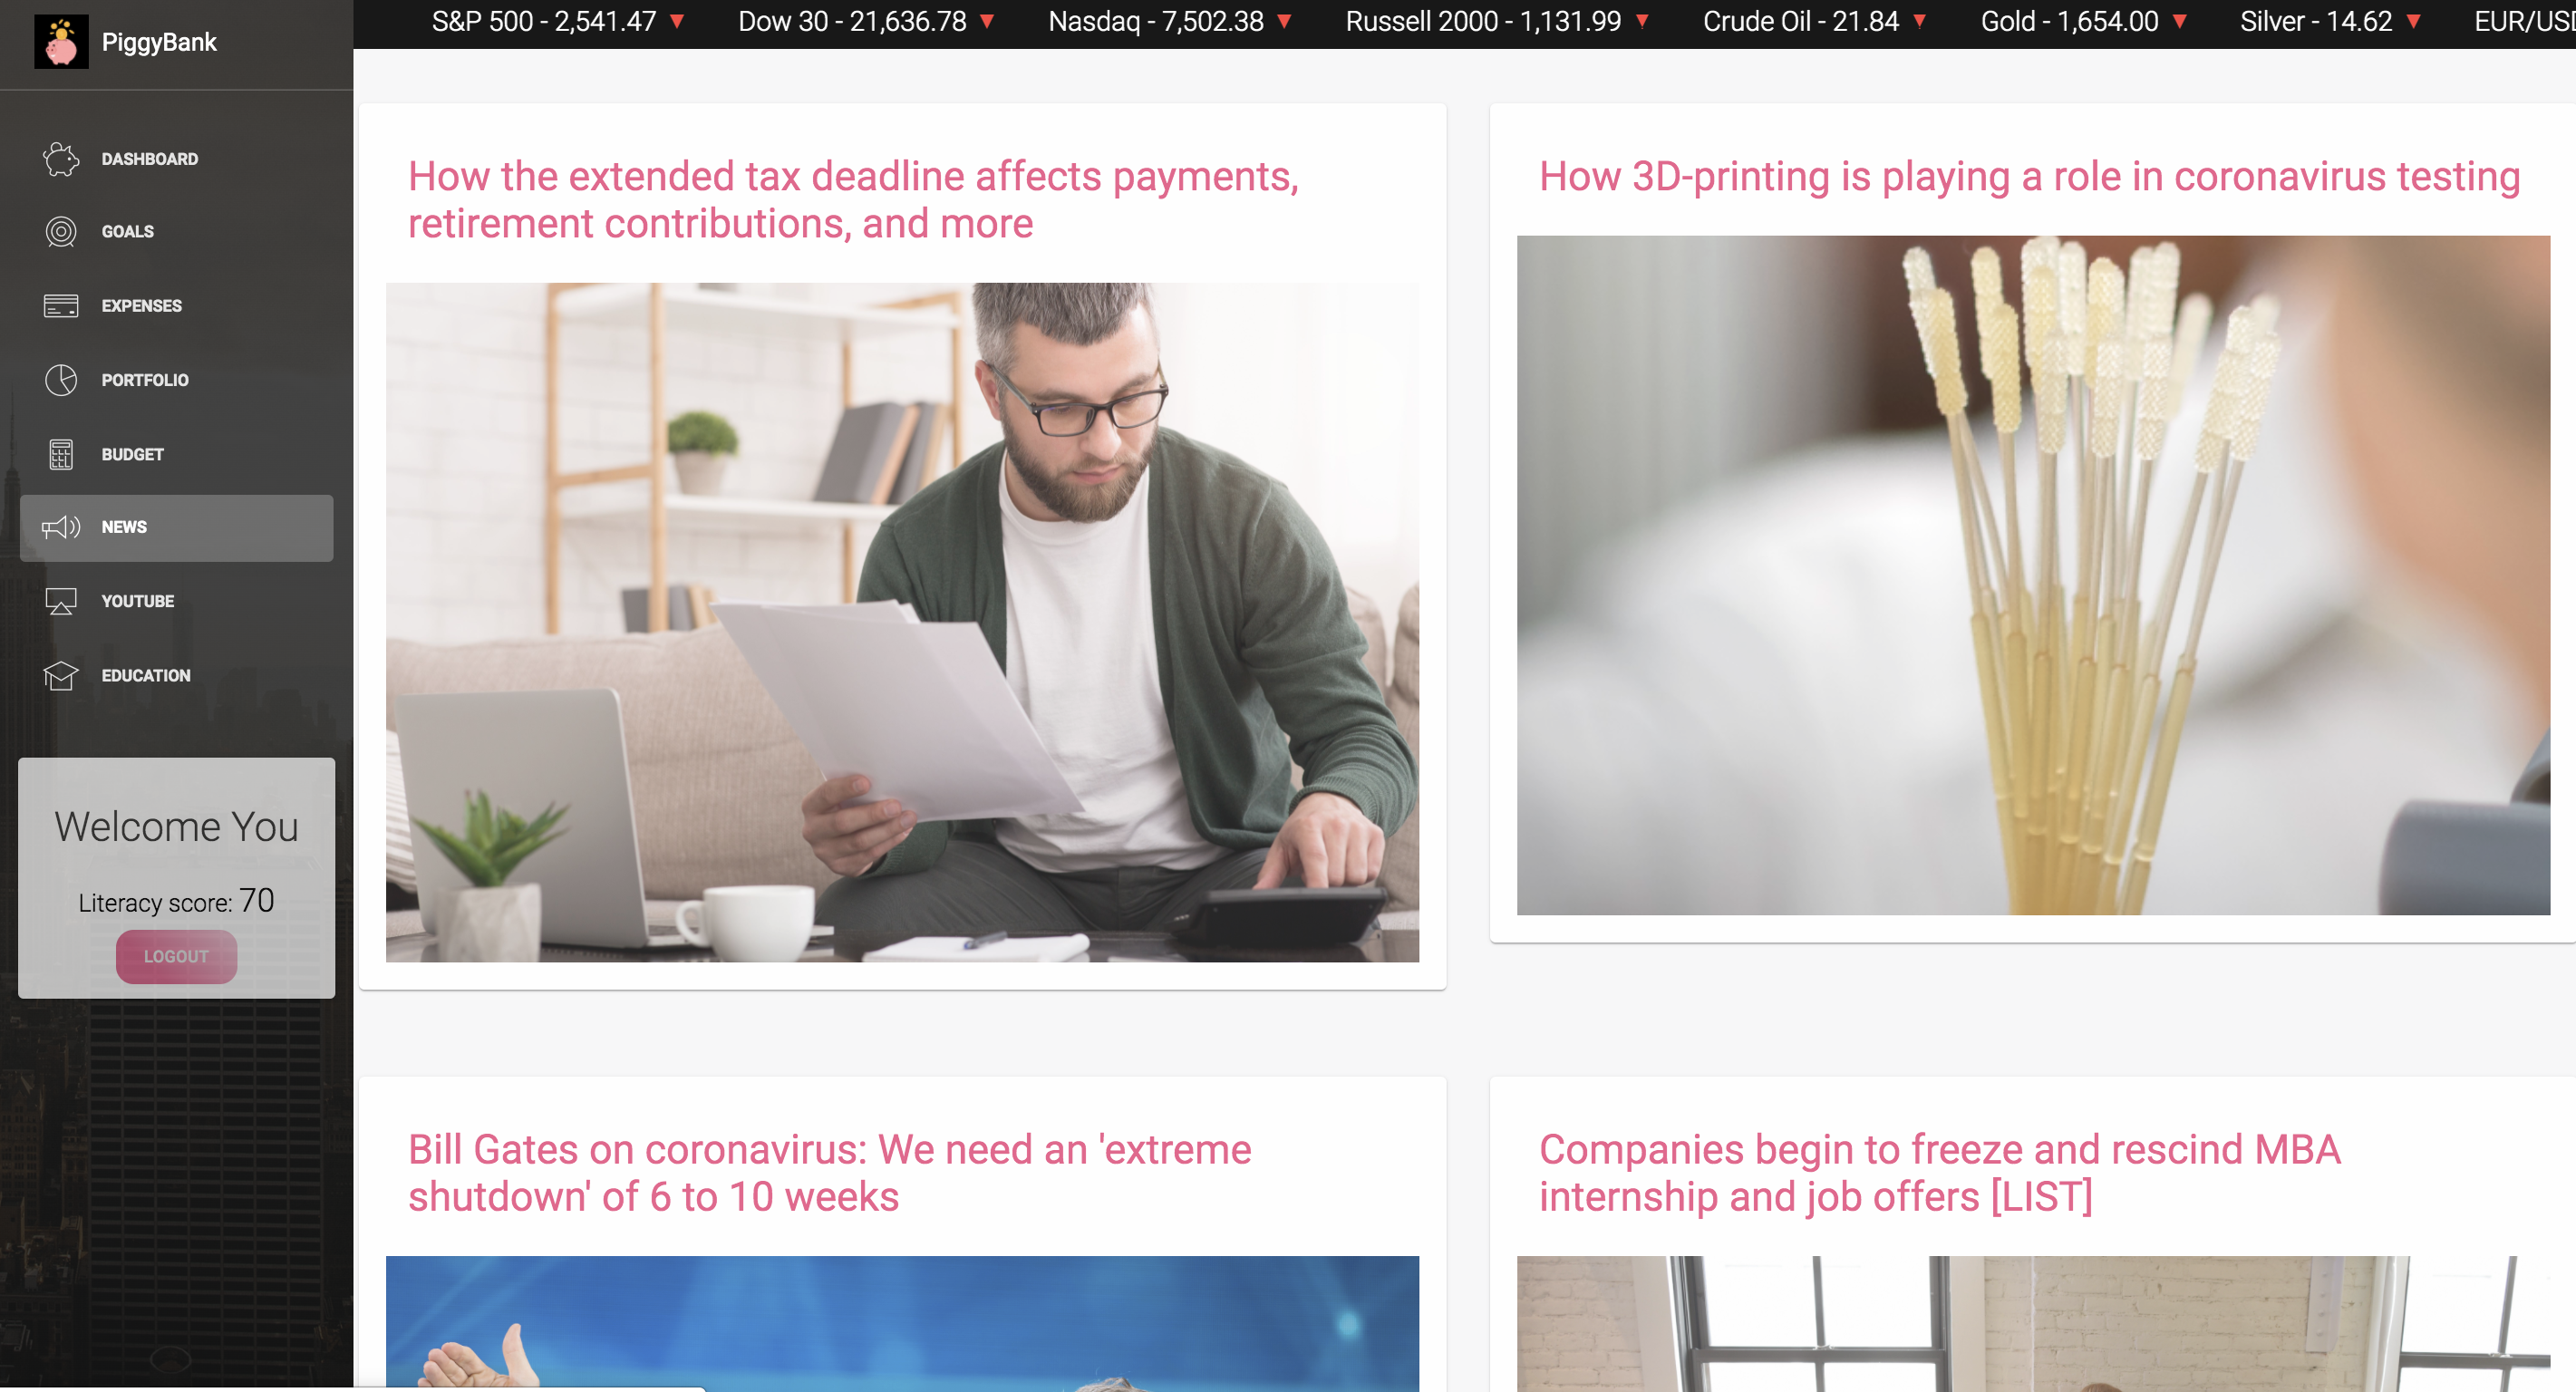 PiggyBank
S&P 500 - 2,541.47 ▼ Dow 30 - 21,636.78 ▼ Nasdaq - 7,502.38 ▼ Russell 2000 - 1,131.99 ▼ Crude Oil - 21.84 ▼ Gold - 1,654.00 ▼ Silver - 14.62 ▼ EUR/USD
DASHBOARD
GOALS
EXPENSES
PORTFOLIO
BUDGET
NEWS
YOUTUBE
EDUCATION
Welcome You
Literacy score: 70
LOGOUT
How the extended tax deadline affects payments,
retirement contributions, and more
How 3D-printing is playing a role in coronavirus testing
Bill Gates on coronavirus: We need an 'extreme
shutdown' of 6 to 10 weeks
Companies begin to freeze and rescind MBA
internship and job offers [LIST]